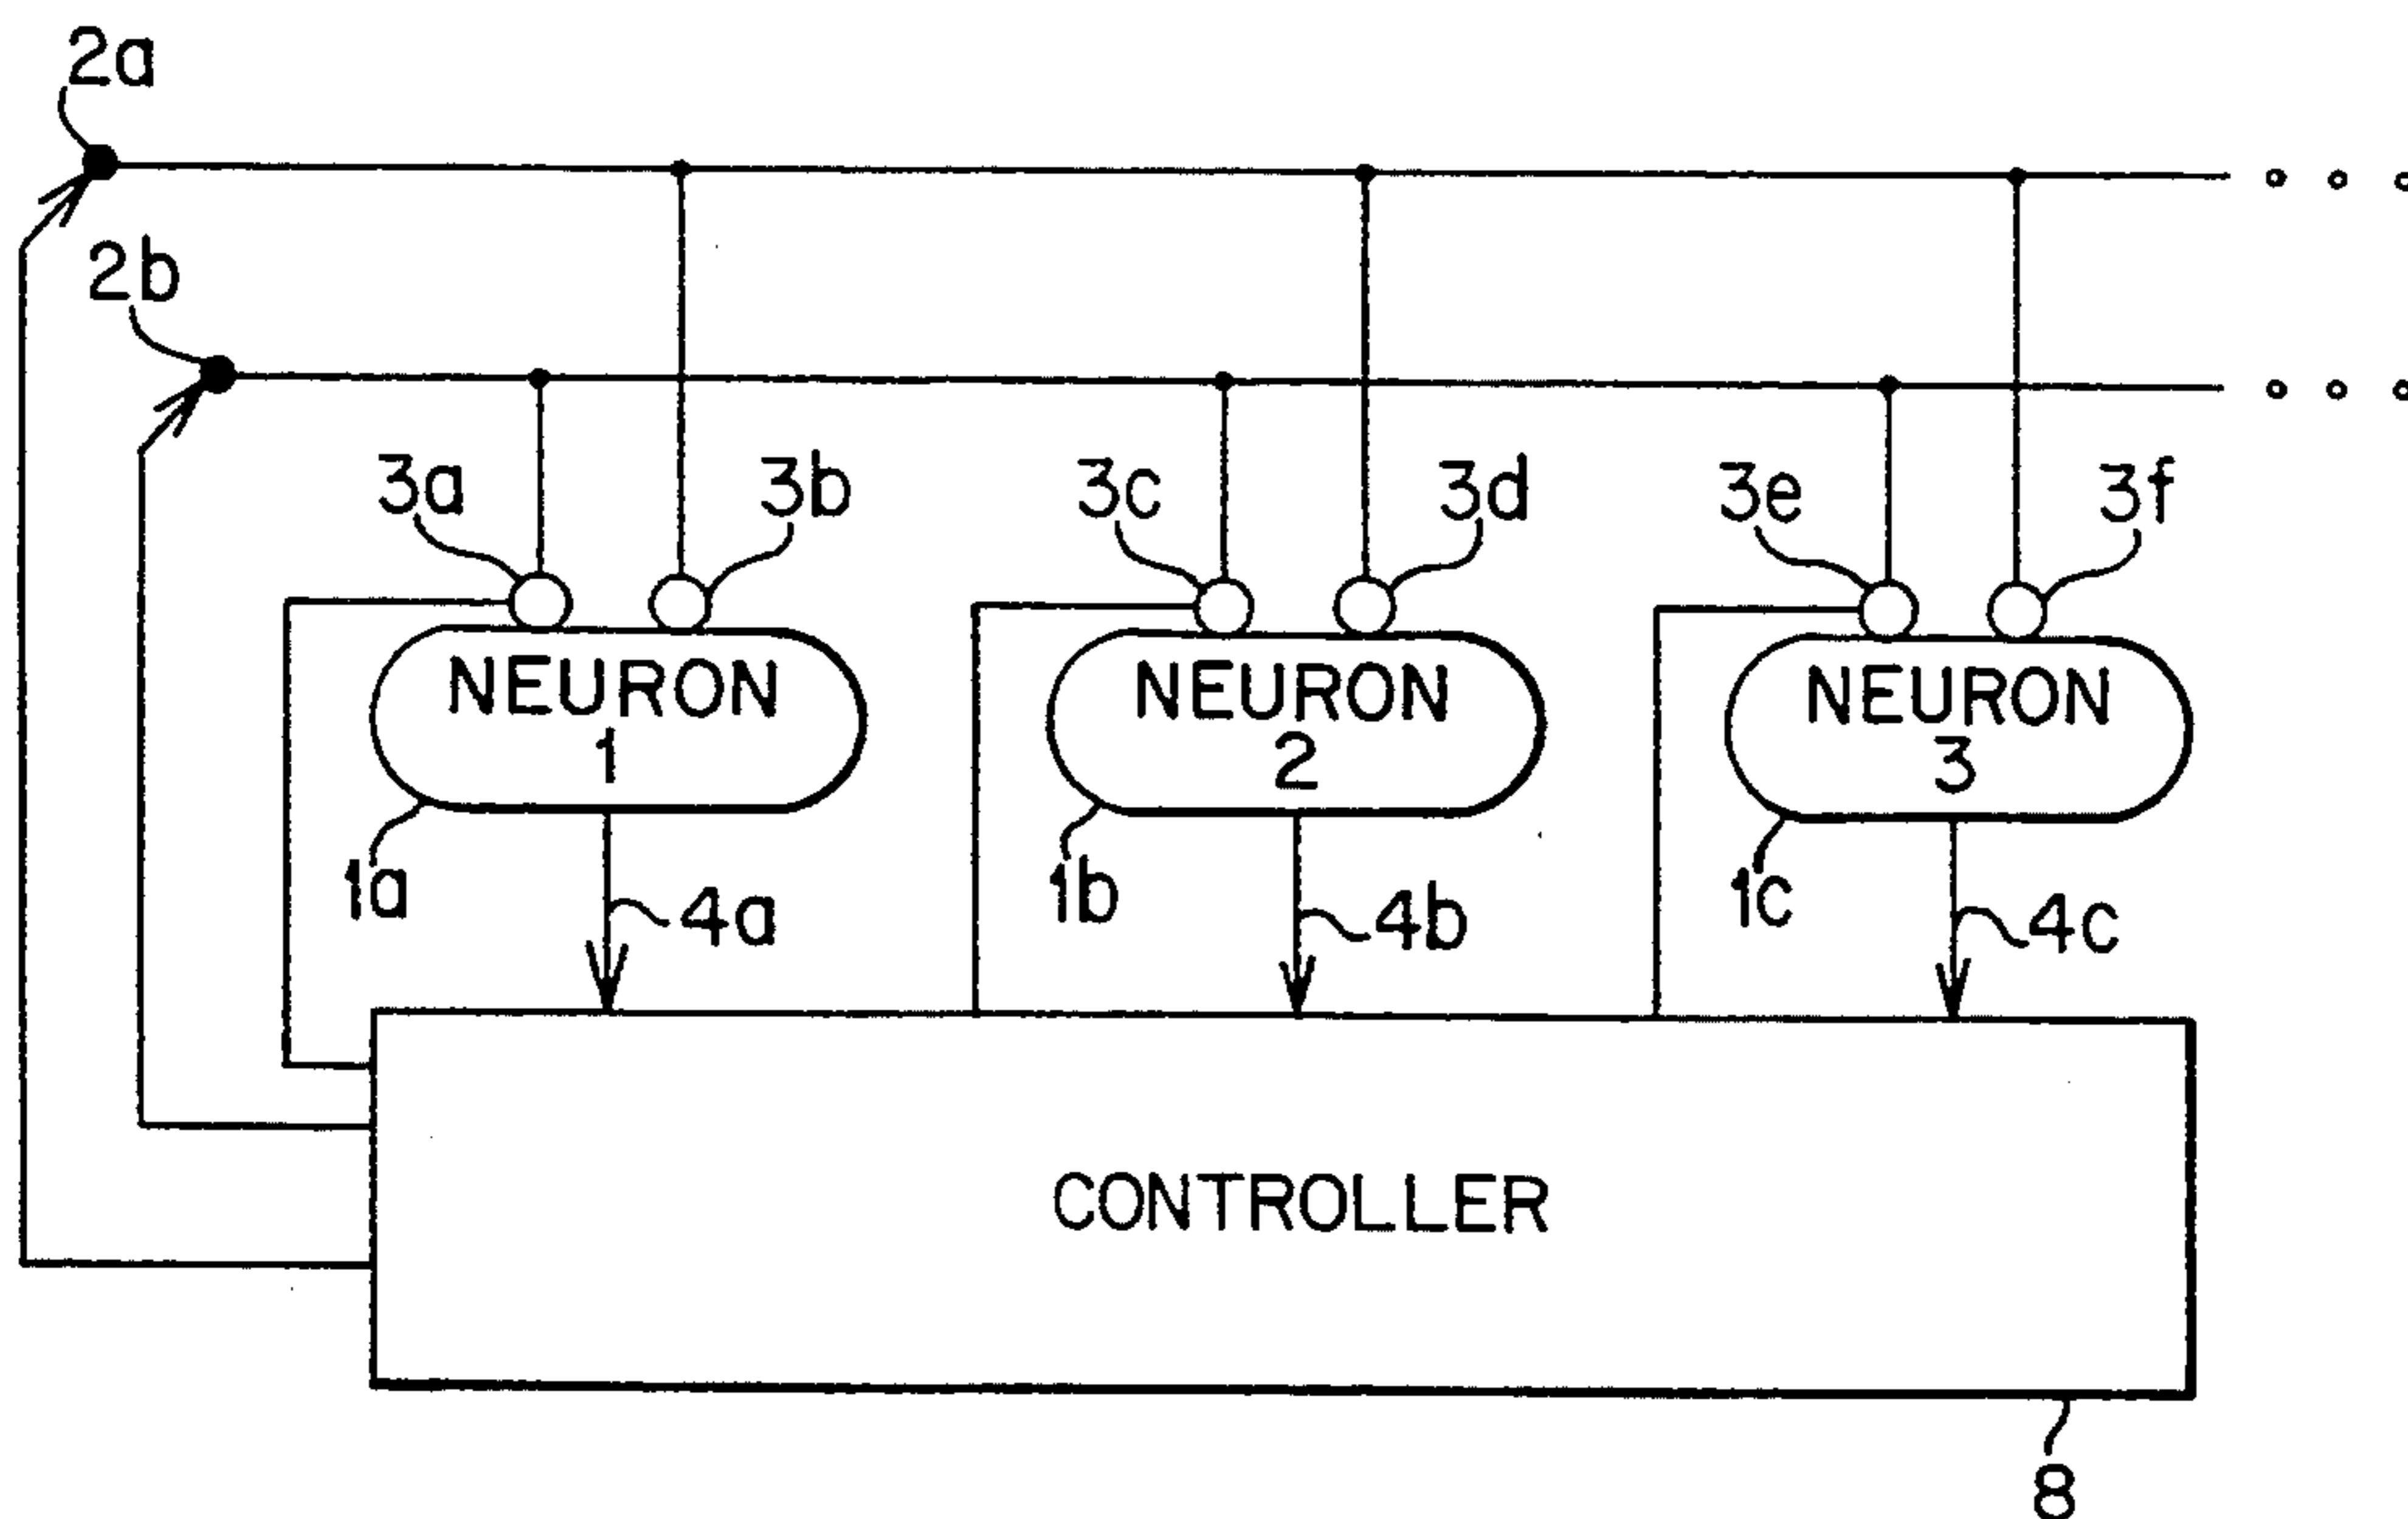 2a
2b
3a
3b
3c
3d
3e
3f
NEURON
1
NEURON
2
NEURON
3
1a
4a
1b
4b
1c
4c
CONTROLLER
8